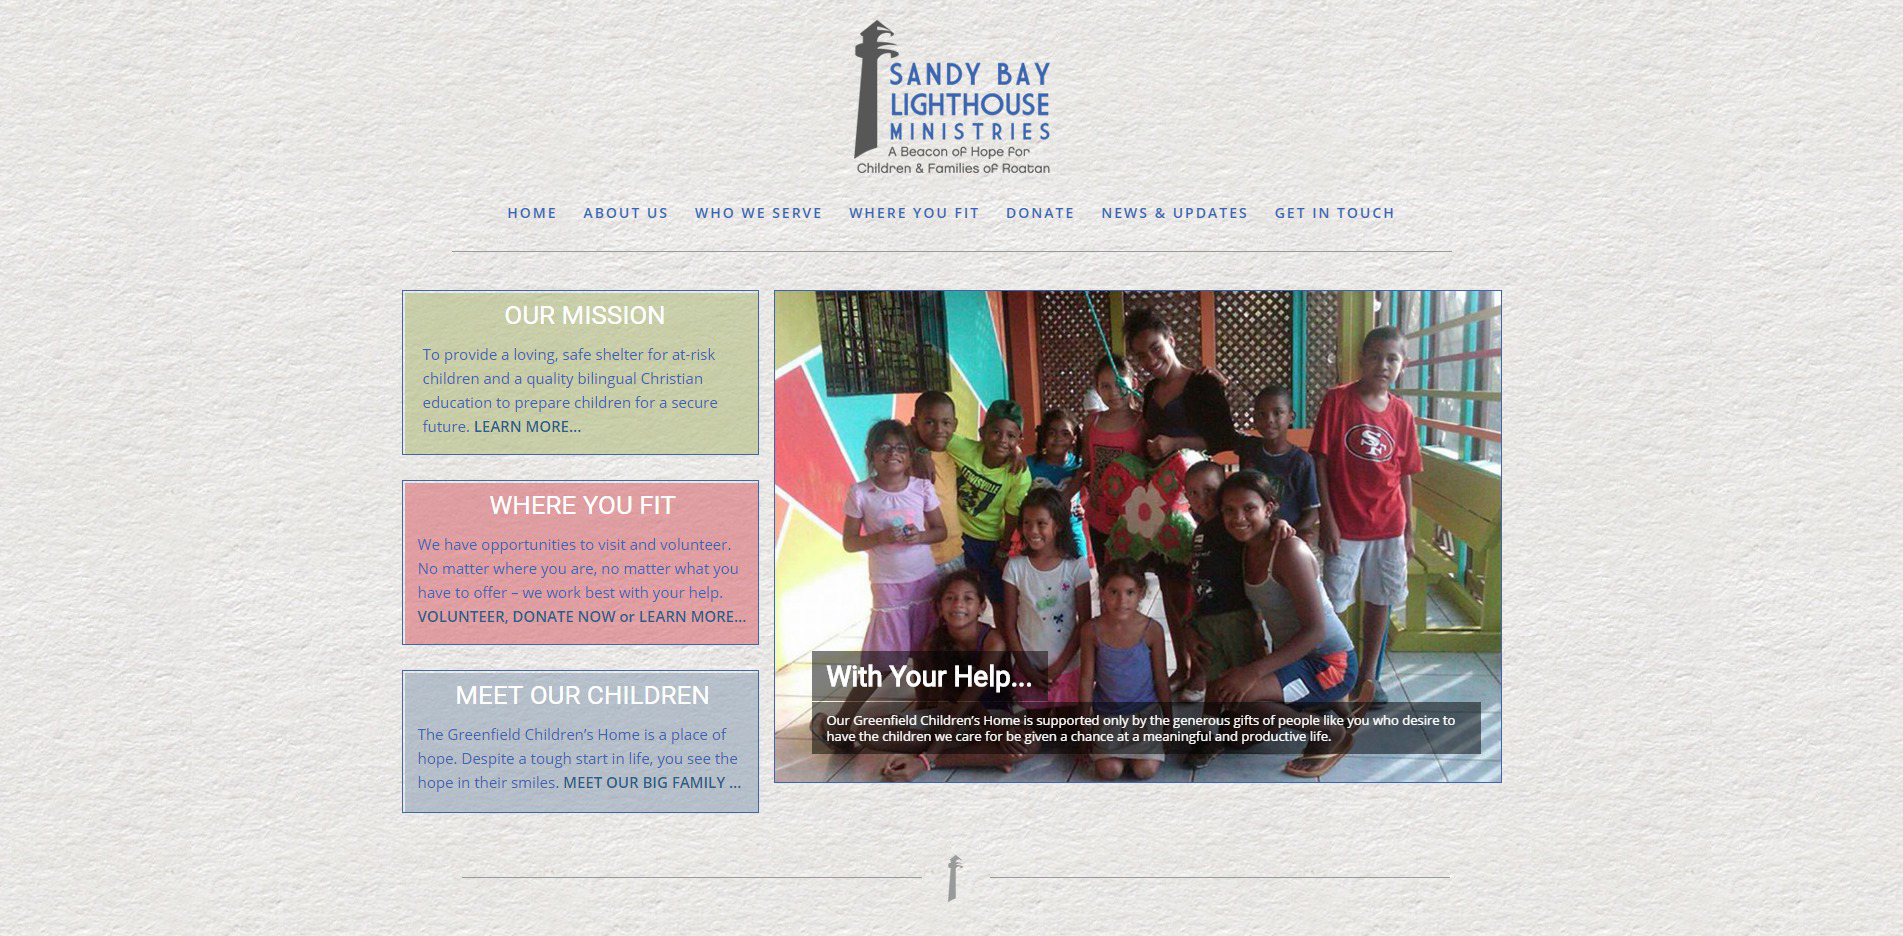 SANDY BAY
LIGHTHOUSE
MINISTRIES
A Beacon of Hope For
Children & Families of Roatan
HOME ABOUT US WHO WE SERVE WHERE YOU FIT DONATE NEWS & UPDATES GET IN TOUCH
OUR MISSION
To provide a loving, safe shelter for at-risk
children and a quality bilingual Christian
education to prepare children for a secure
future. LEARN MORE...
WHERE YOU FIT
We have opportunities to visit and volunteer.
No matter where you are, no matter what you
have to offer – we work best with your help.
VOLUNTEER, DONATE NOW or LEARN MORE...
MEET OUR CHILDREN
The Greenfield Children’s Home is a place of
hope. Despite a tough start in life, you see the
hope in their smiles. MEET OUR BIG FAMILY ...
LEWISVILLE
SF
With Your Help...
Our Greenfield Children’s Home is supported only by the generous gifts of people like you who desire to
have the children we care for be given a chance at a meaningful and productive life.